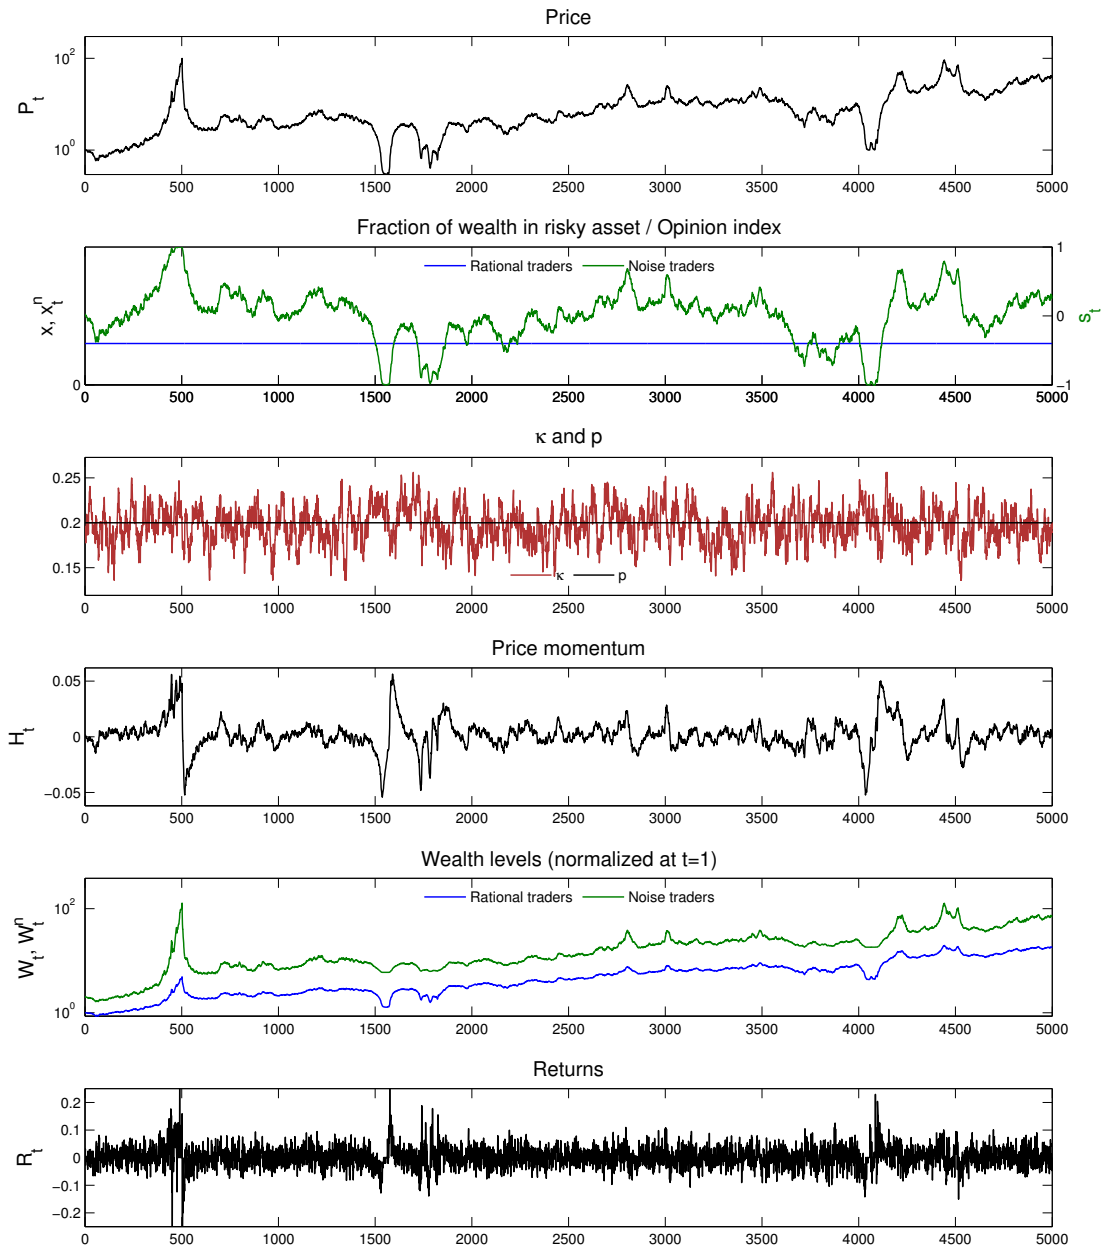 Price
P_t
10^2
10^0
0 500 1000 1500 2000 2500 3000 3500 4000 4500 5000
Fraction of wealth in risky asset / Opinion index
x, x_t^n
Rational traders Noise traders
1
0
−1
s_t
0
0 500 1000 1500 2000 2500 3000 3500 4000 4500 5000
κ and p
0.25
0.2
0.15
κ p
0 500 1000 1500 2000 2500 3000 3500 4000 4500 5000
Price momentum
H_t
0.05
0
−0.05
0 500 1000 1500 2000 2500 3000 3500 4000 4500 5000
Wealth levels (normalized at t=1)
W_t, W_t^n
Rational traders Noise traders
10^2
10^0
0 500 1000 1500 2000 2500 3000 3500 4000 4500 5000
Returns
R_t
0.2
0.1
0
−0.1
−0.2
0 500 1000 1500 2000 2500 3000 3500 4000 4500 5000